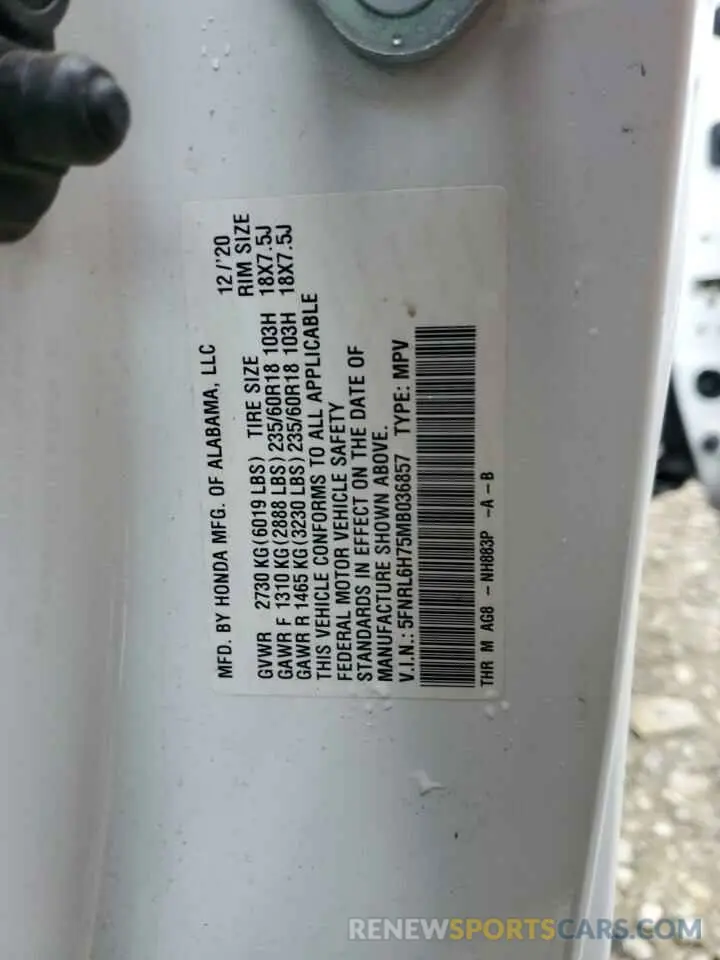 MFD. BY HONDA MFG. OF ALABAMA, LLC 12/'20
GVWR 2730 KG(6019 LBS) TIRE SIZE RIM SIZE
GAWR F 1310 KG(2888 LBS) 235/60R18 103H 18X7.5J
GAWR R 1465 KG(3230 LBS) 235/60R18 103H 18X7.5J
THIS VEHICLE CONFORMS TO ALL APPLICABLE
FEDERAL MOTOR VEHICLE SAFETY
STANDARDS IN EFFECT ON THE DATE OF
MANUFACTURE SHOWN ABOVE.
V.I.N.: 5FNRL6H75MB036857 TYPE: MPV
THR M AG8 - NH883P -A-B
RENEWSPORTSCARS.COM